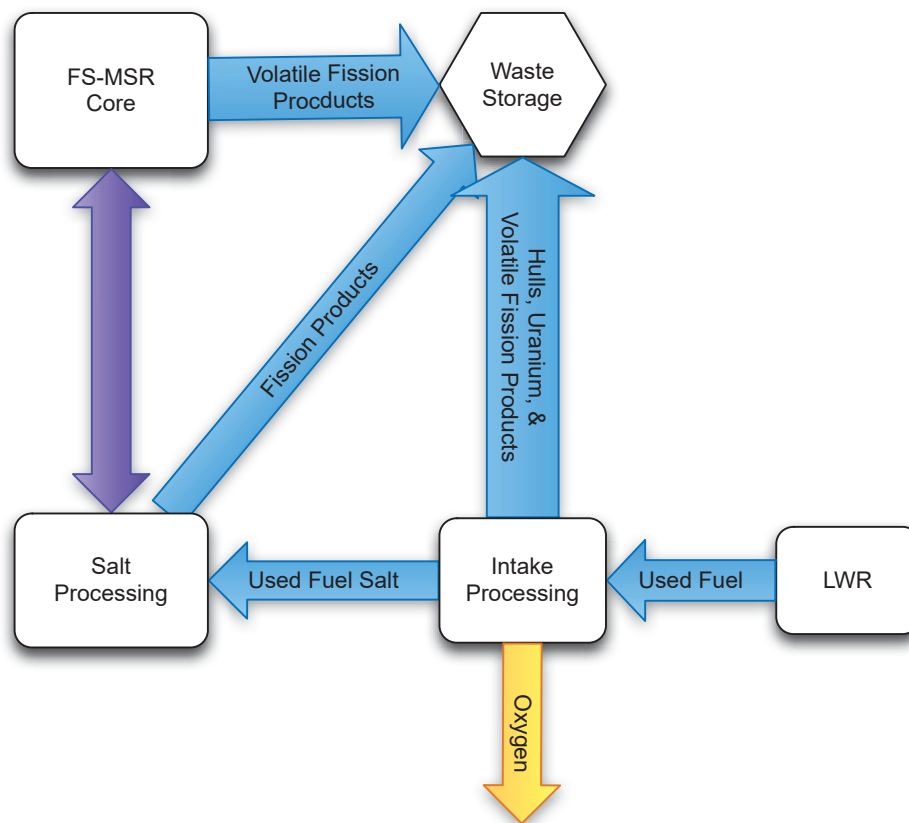 FS-MSR
Core
Volatile Fission
Procducts
Waste
Storage
Fission Products
Hulls, Uranium, &
Volatile Fission Products
Salt
Processing
Used Fuel Salt
Intake
Processing
Used Fuel
LWR
Oxygen